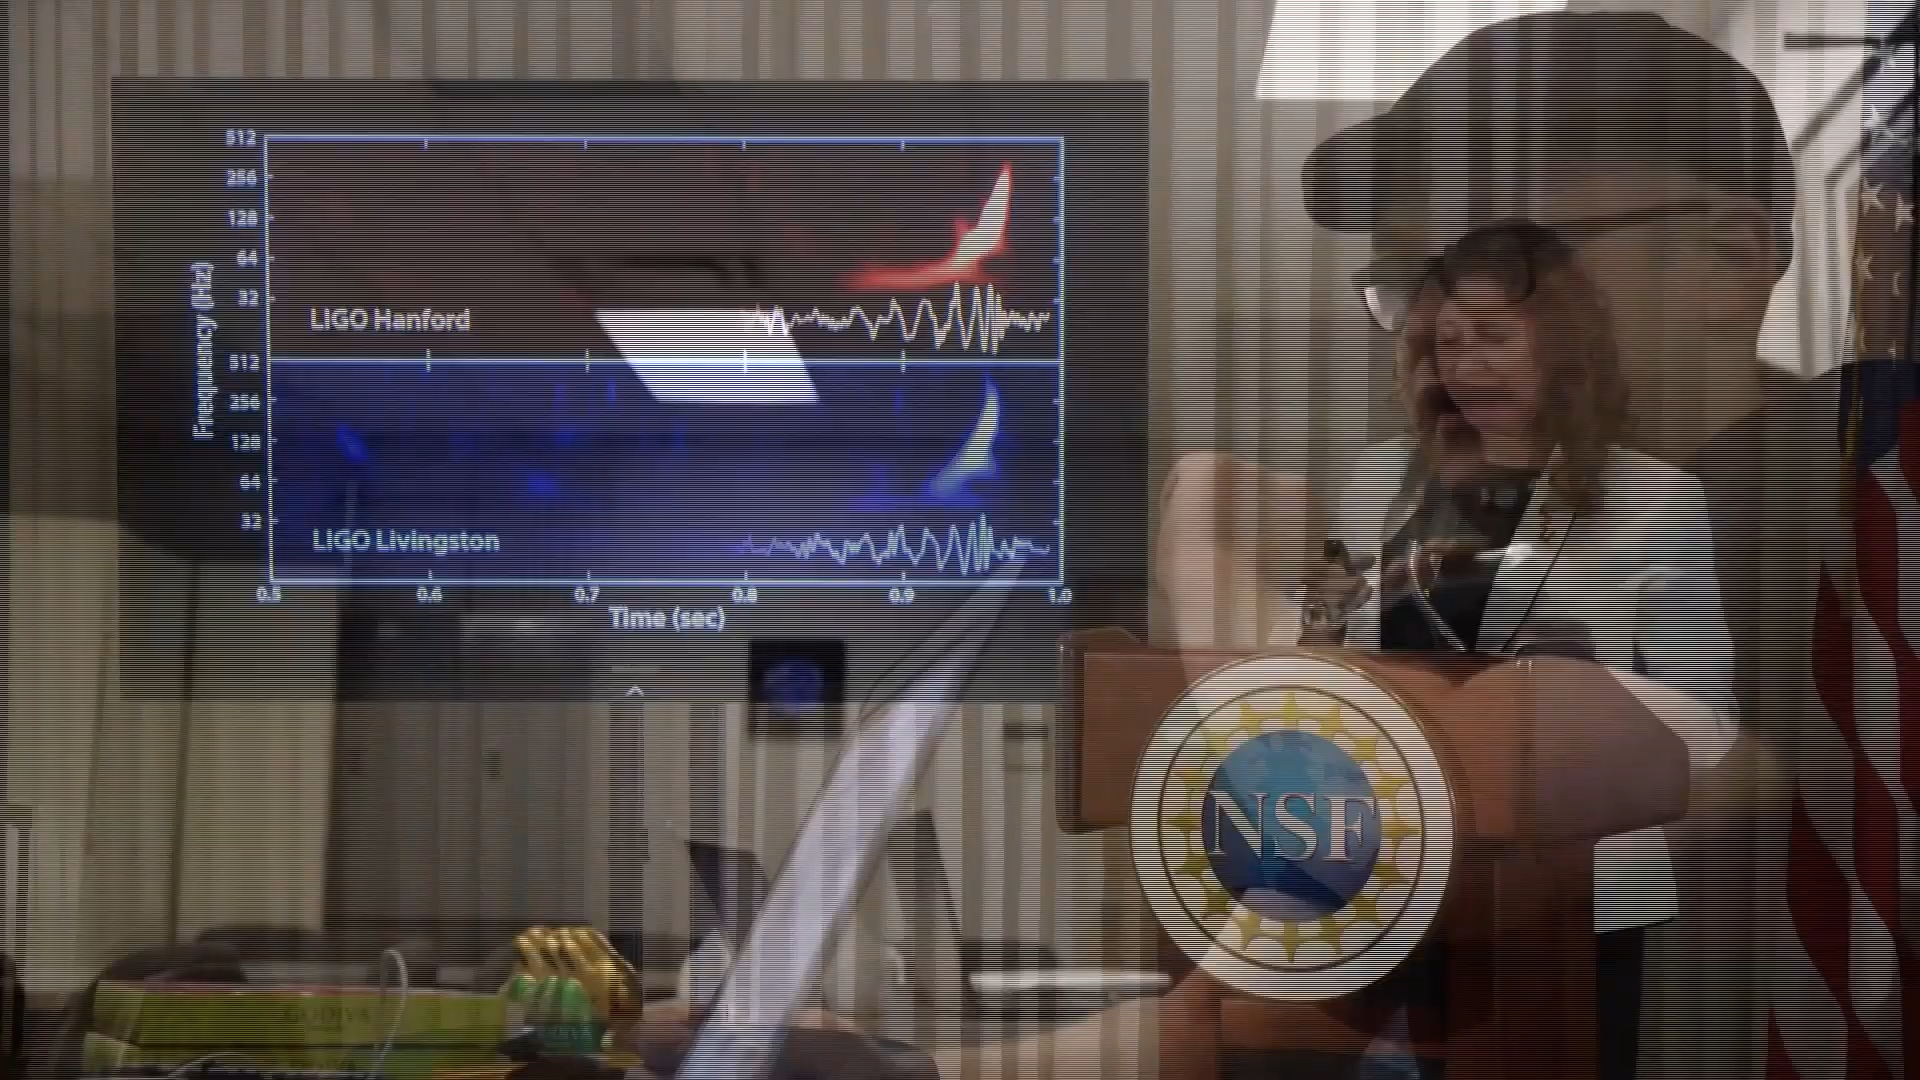 512
256
128
64
32
LIGO Hanford
512
256
128
64
32
LIGO Livingston
Frequency (Hz)
0.5 0.6 0.7 0.8 0.9 1.0
Time (sec)
NSF
GODIVA